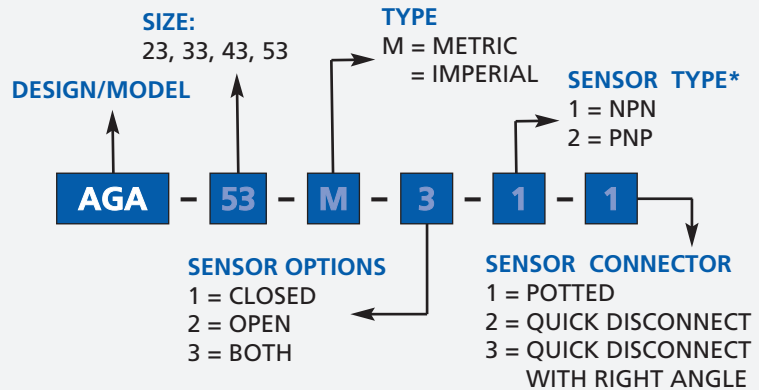 SIZE:
23, 33, 43, 53
TYPE
M = METRIC
= IMPERIAL
DESIGN/MODEL
SENSOR TYPE*
1 = NPN
2 = PNP
AGA - 53 - M - 3 - 1 - 1
SENSOR OPTIONS
1 = CLOSED
2 = OPEN
3 = BOTH
SENSOR CONNECTOR
1 = POTTED
2 = QUICK DISCONNECT
3 = QUICK DISCONNECT
WITH RIGHT ANGLE